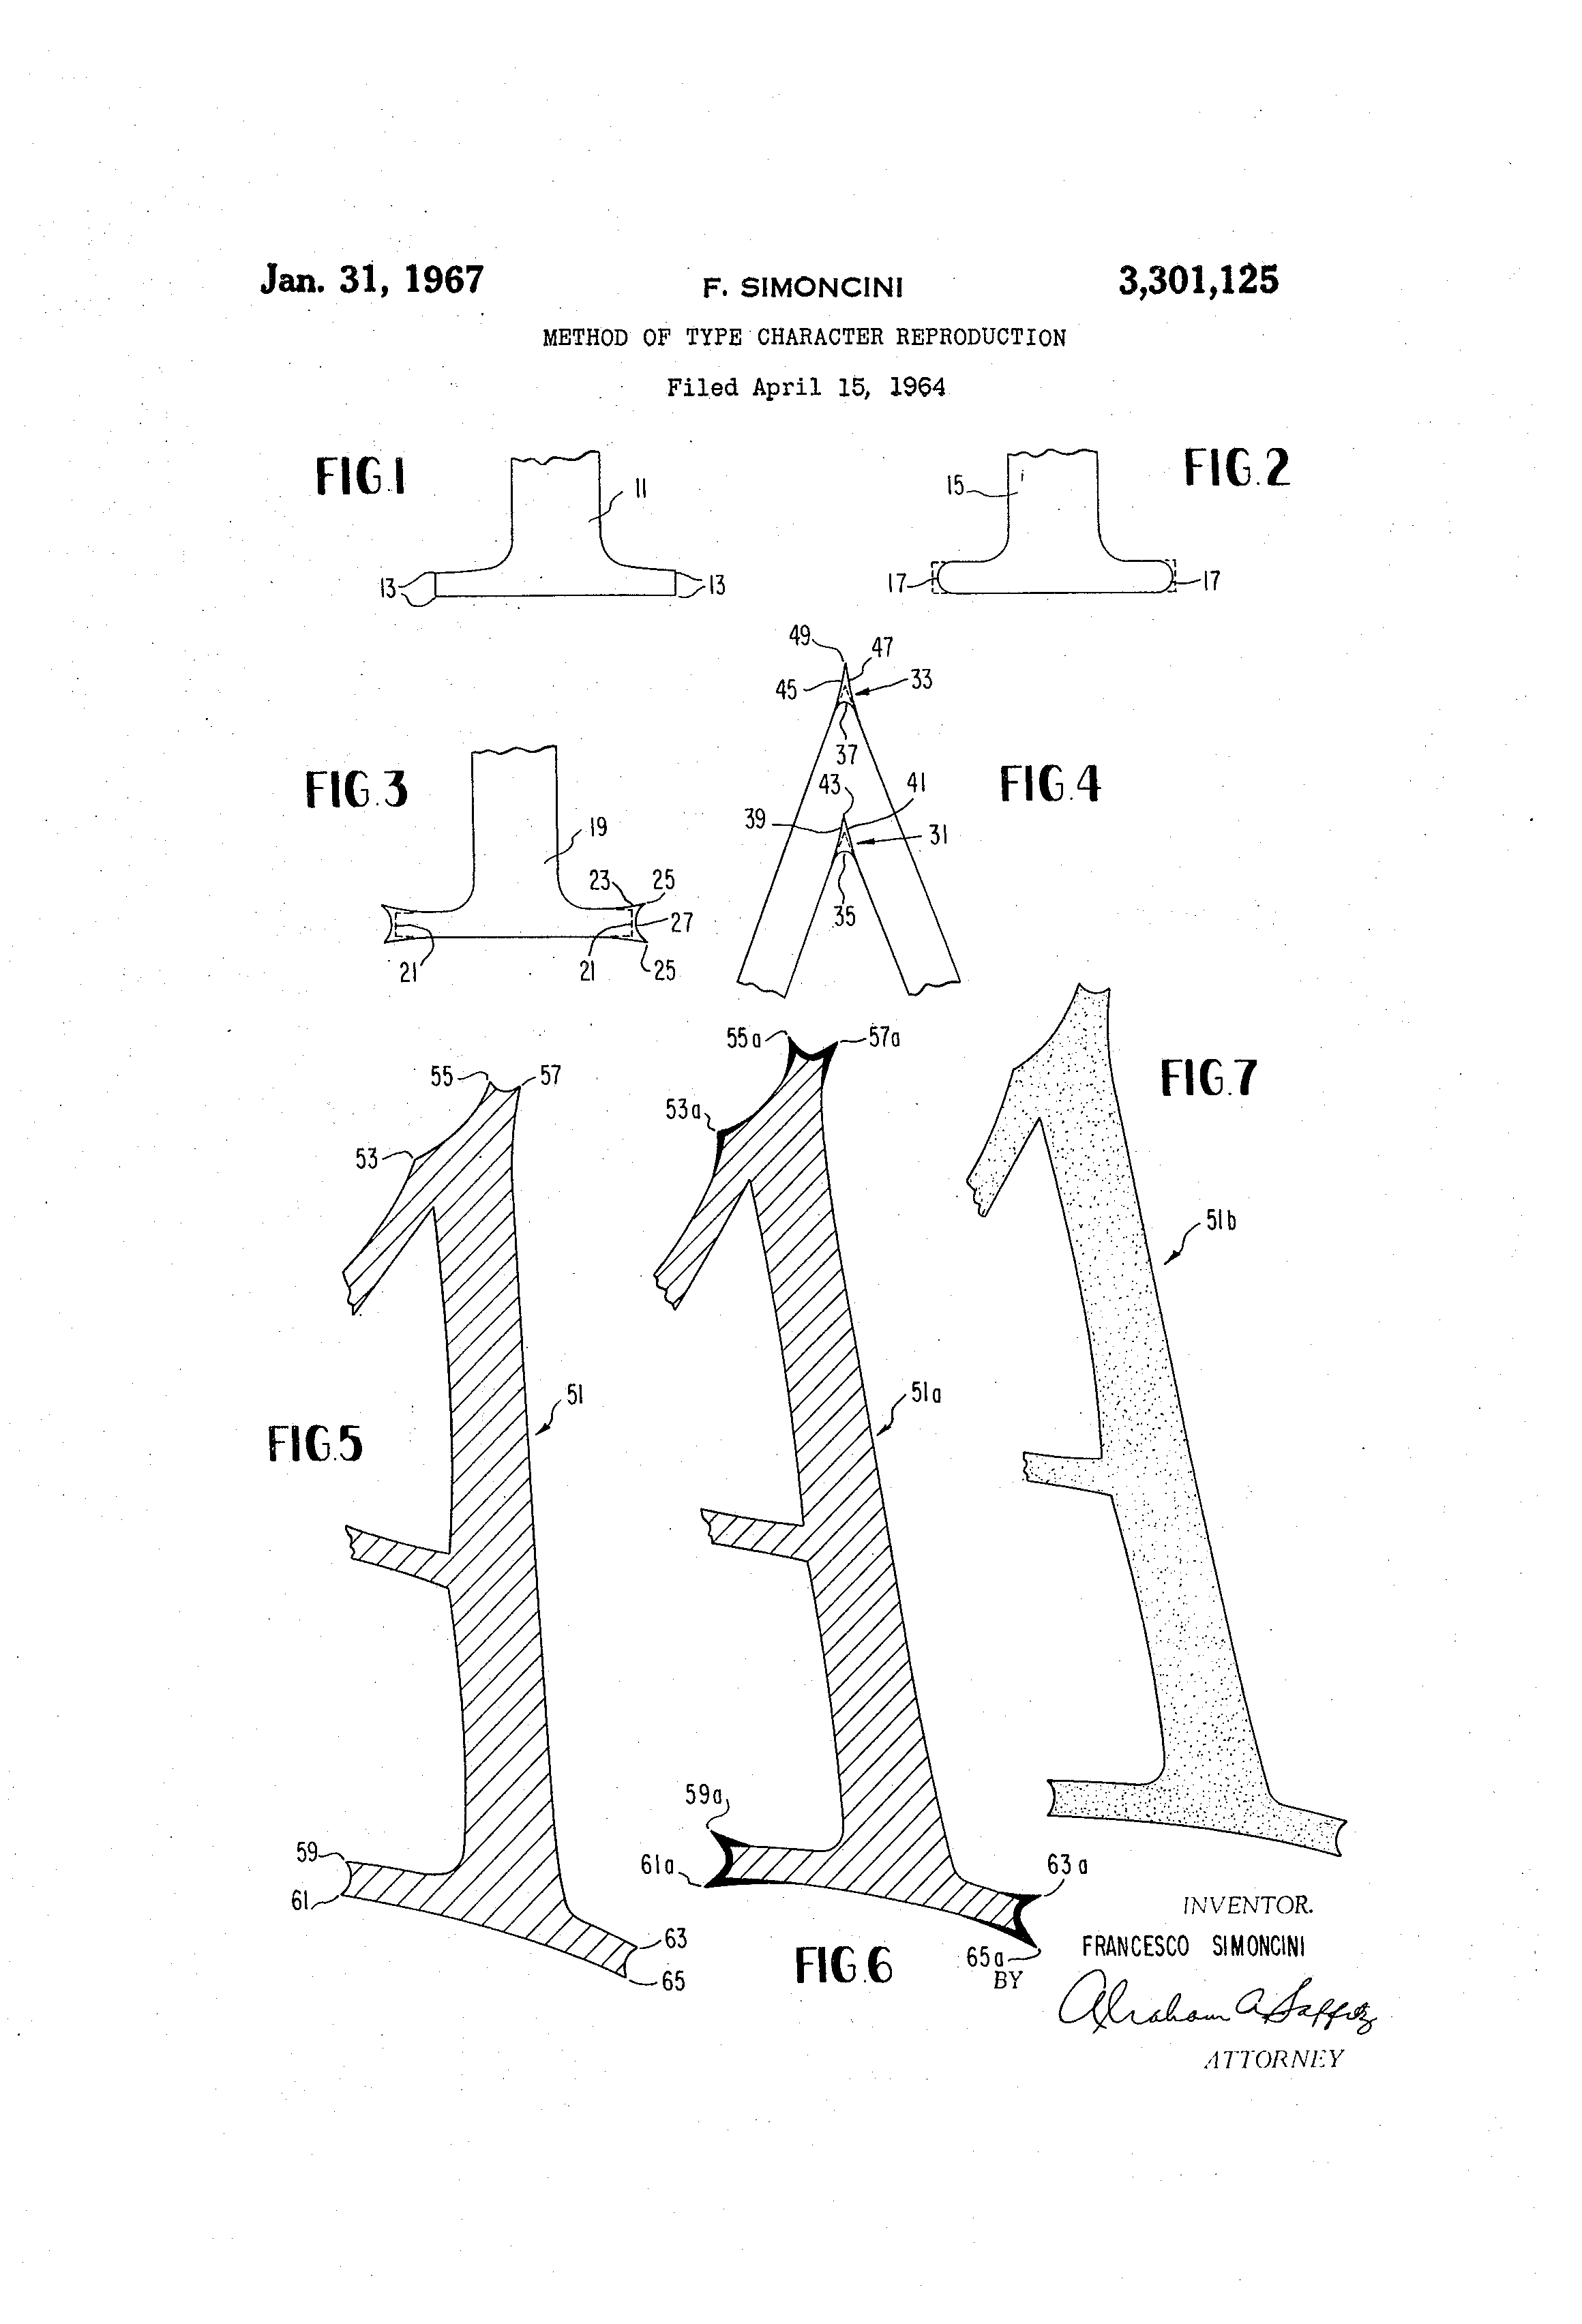 Jan. 31, 1967 F. SIMONCINI 3,301,125
METHOD OF TYPE CHARACTER REPRODUCTION
Filed April 15, 1964
FIG.1
11
13
13
FIG.2
15
17
17
FIG.3
19
23
25
27
21
21
25
FIG.4
49
47
45
33
37
43
41
39
31
35
FIG.5
55
57
53
51
59
61
63
65
FIG.6
55a
57a
53a
51a
59a
61a
63a
65a
FIG.7
51b
INVENTOR.
FRANCESCO SIMONCINI
BY
Abraham A. Saffitz
ATTORNEY